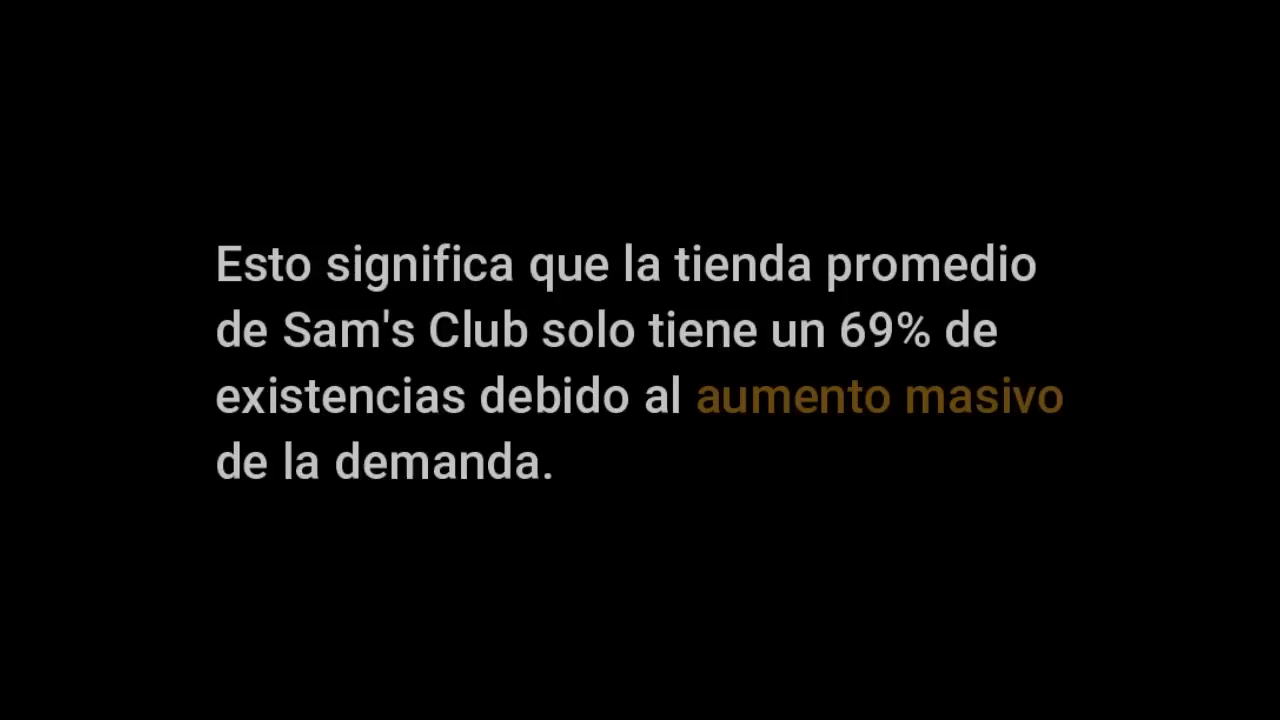 Esto significa que la tienda promedio
de Sam's Club solo tiene un 69% de
existencias debido al aumento masivo
de la demanda.